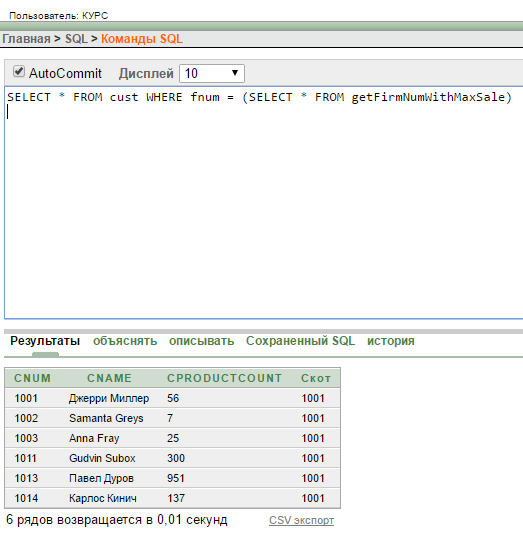 Пользователь: КУРС
Главная > SQL > Команды SQL
AutoCommit Дисплей 10
SELECT * FROM cust WHERE fnum = (SELECT * FROM getFirmNumWithMaxSale)
Результаты объяснять описывать Сохраненный SQL история
CNUM CNAME CPRODUCTCOUNT Скот
1001 Джерри Миллер 56 1001
1002 Samanta Greys 7 1001
1003 Anna Fray 25 1001
1011 Gudvin Subox 300 1001
1013 Павел Дуров 951 1001
1014 Карлос Кинич 137 1001
6 рядов возвращается в 0,01 секунд CSV экспорт